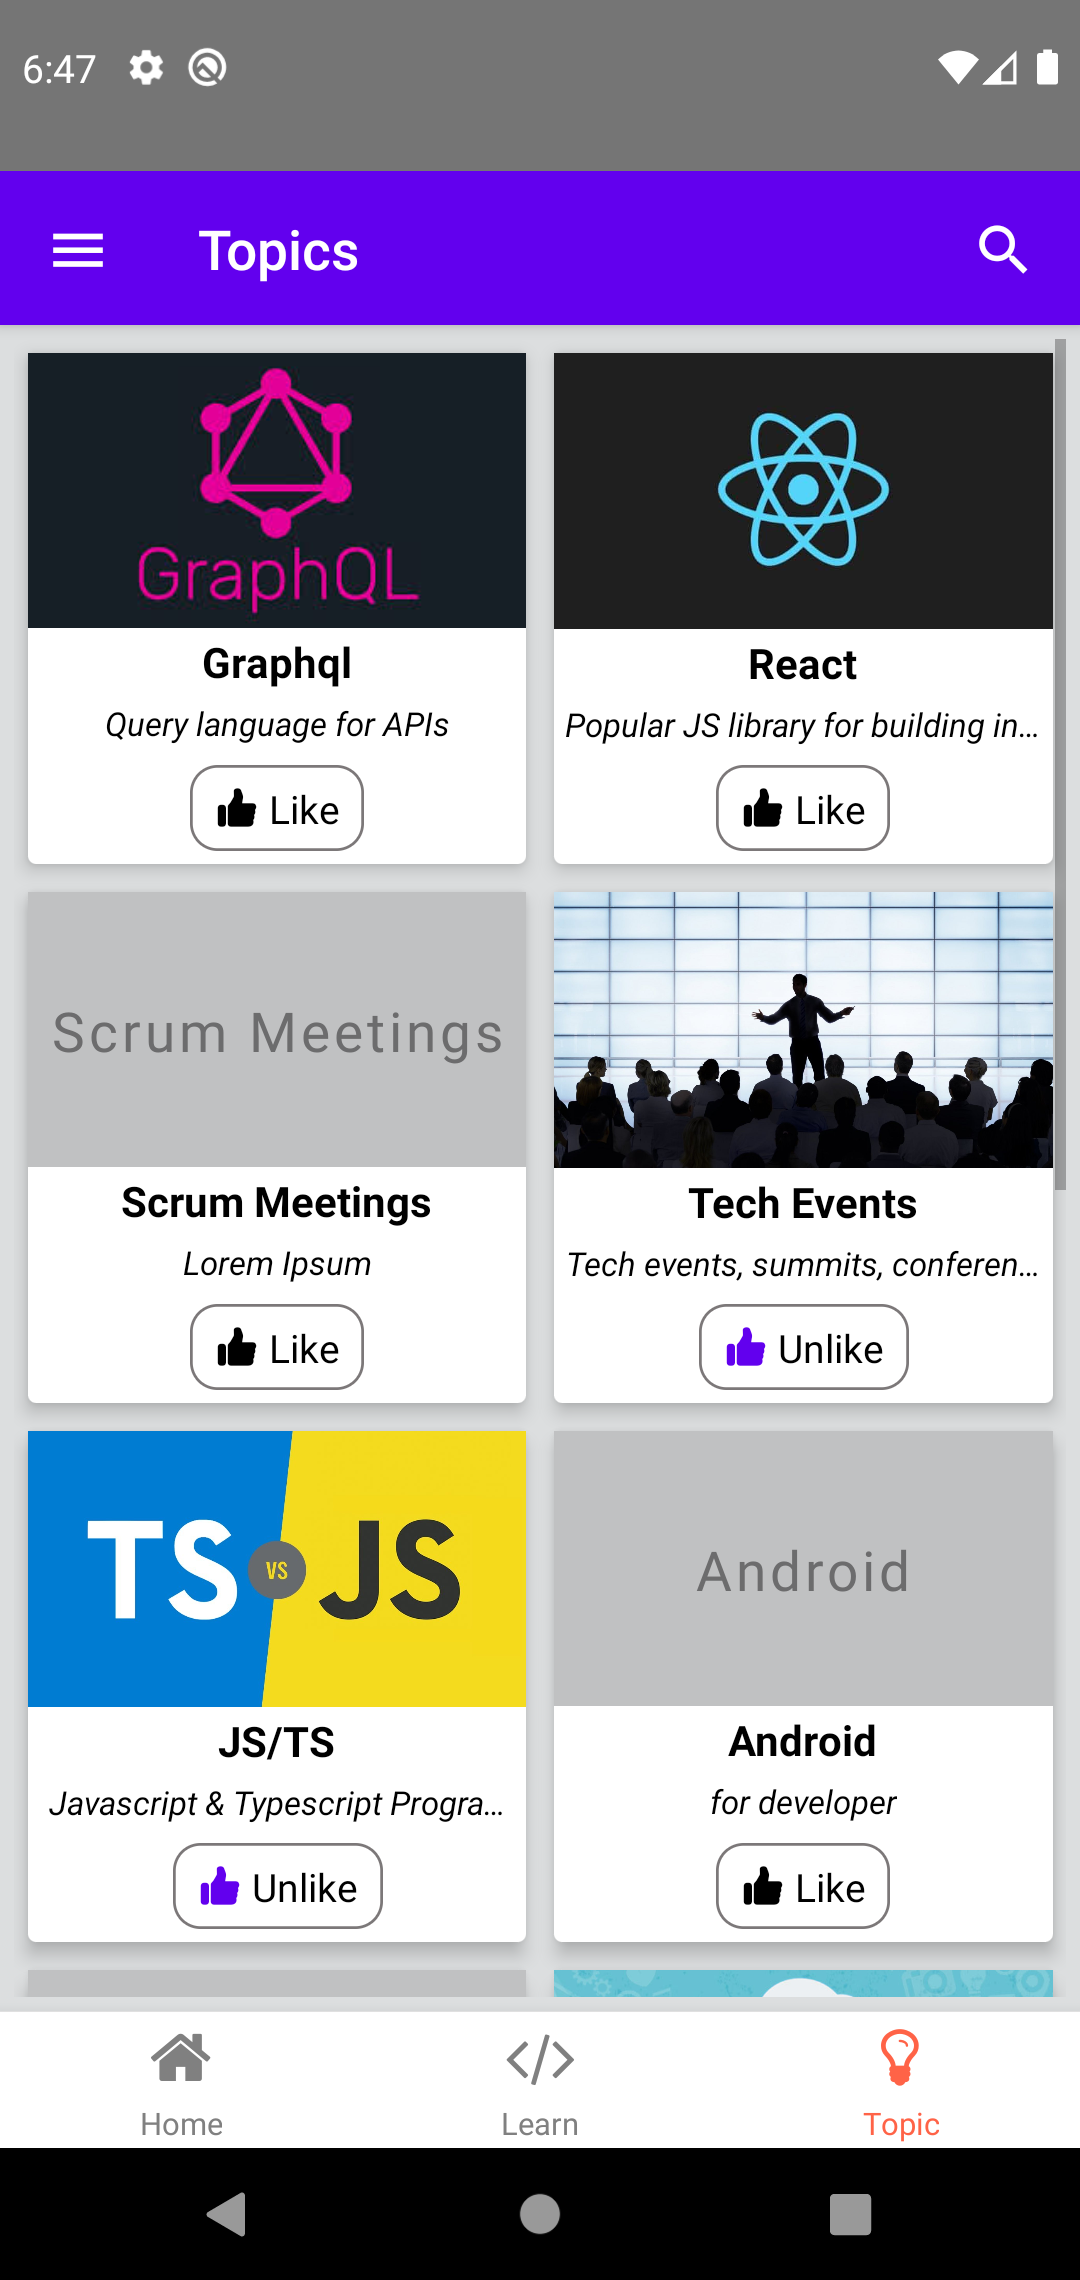 6:47
Topics
GraphQL
Graphql
Query language for APIs
Like
React
Popular JS library for building in...
Like
Scrum Meetings
Scrum Meetings
Lorem Ipsum
Like
Tech Events
Tech events, summits, conferen...
Unlike
TS VS JS
JS/TS
Javascript & Typescript Progra...
Unlike
Android
Android
for developer
Like
Home
Learn
Topic